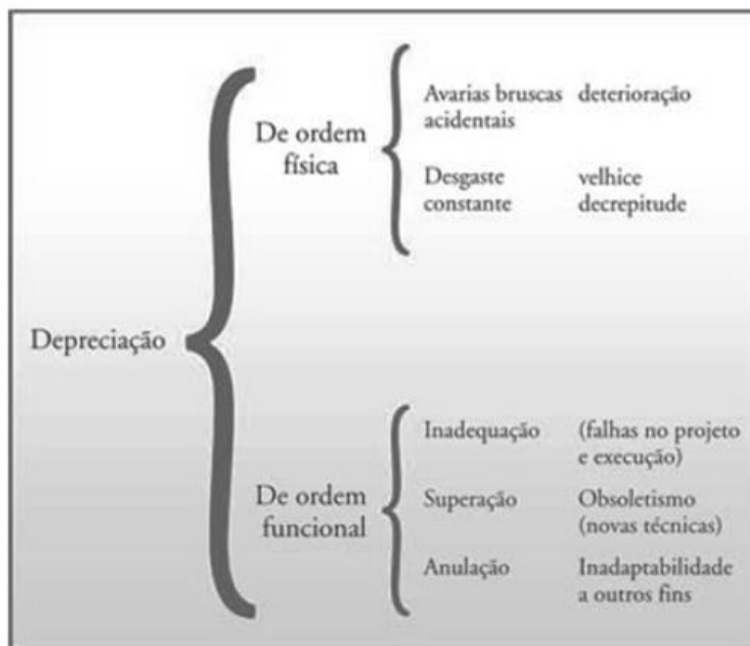 Depreciação
De ordem
física
Avarias bruscas deterioração
acidentais
Desgaste velhice
constante decrepitude
De ordem
funcional
Inadequação (falhas no projeto
e execução)
Superação Obsoletismo
(novas técnicas)
Anulação Inadaptabilidade
a outros fins